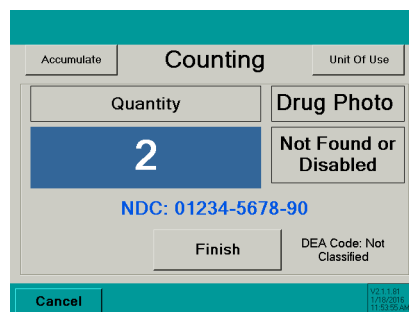 Accumulate
Counting
Unit Of Use
Quantity
Drug Photo
2
Not Found or
Disabled
NDC: 01234-5678-90
Finish
DEA Code: Not
Classified
Cancel
V2.1.1.81
1/18/2016
11:53:55 AM